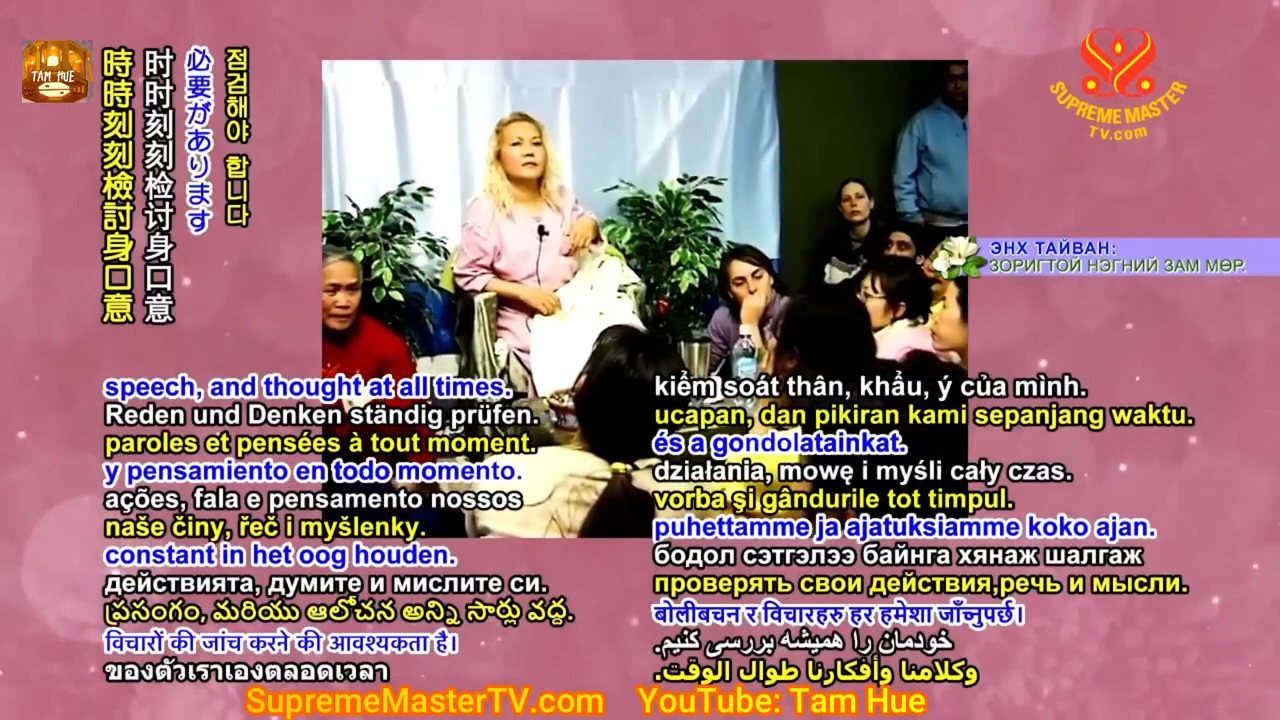 TAM HUE
時時刻刻檢討身口意
时时刻刻检讨身口意
必要があります
점검해야 합니다
SUPREME MASTER
TV.com
ЭНХ ТАЙВАН:
ЗОРИГТОЙ НЭГНИЙ ЗАМ МӨР.
speech, and thought at all times.
Reden und Denken ständig prüfen.
paroles et pensées à tout moment.
y pensamiento en todo momento.
ações, fala e pensamento nossos
naše činy, řeč i myšlenky.
constant in het oog houden.
действията, думите и мислите си.
ప్రసంగం, మరియు ఆలోచన అన్ని సార్లు వద్ద.
विचारों की जांच करने की आवश्यकता है।
ของตัวเราเองตลอดเวลา
kiểm soát thân, khẩu, ý của mình.
ucapan, dan pikiran kami sepanjang waktu.
és a gondolatainkat.
działania, mowę i myśli cały czas.
vorba şi gândurile tot timpul.
puhettamme ja ajatuksiamme koko ajan.
бодол сэтгэлээ байнга хянаж шалгаж
проверять свои действия,речь и мысли.
बोलीबचन र विचारहरु हर हमेशा जाँच्नुपर्छ।
خودمان را همیشه بررسی کنیم.
وكلامنا وأفكارنا طوال الوقت.
SupremeMasterTV.com YouTube: Tam Hue